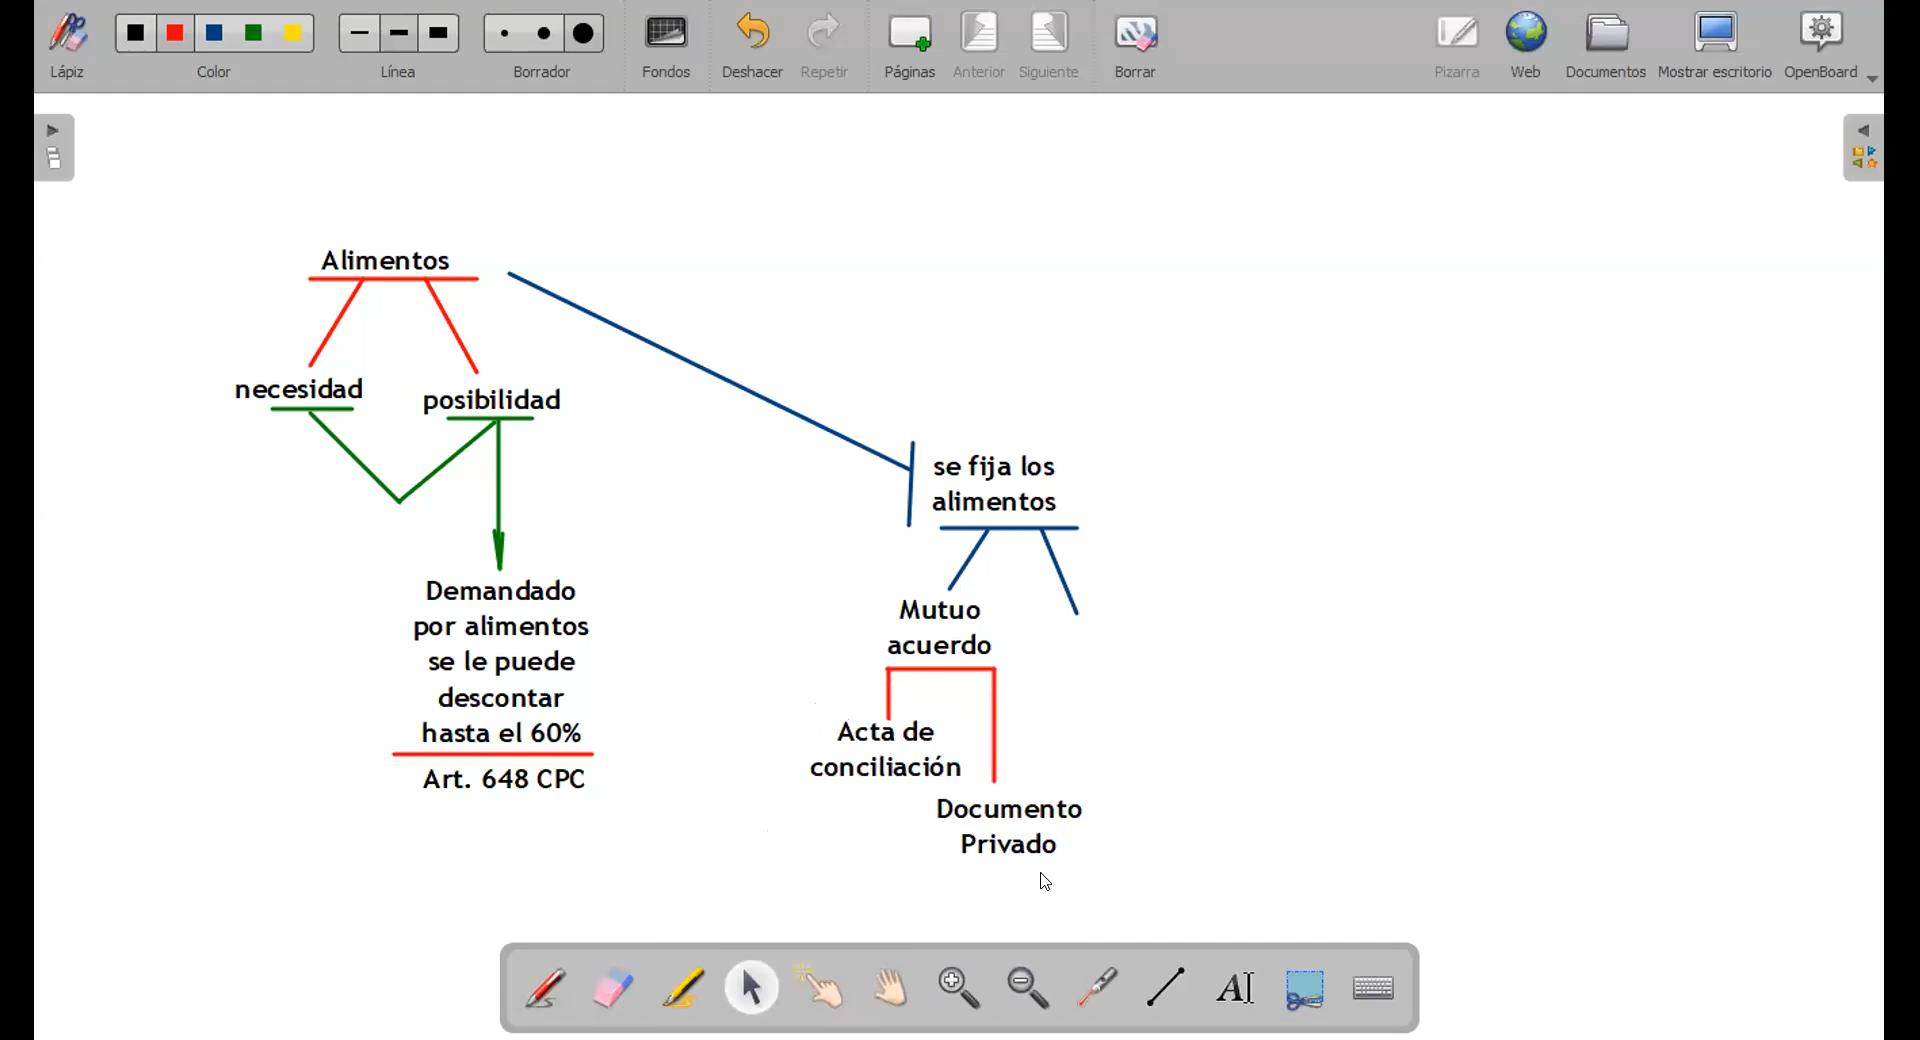 Lápiz
Color
Línea
Borrador
Fondos
Deshacer
Repetir
Páginas
Anterior
Siguiente
Borrar
Pizarra
Web
Documentos
Mostrar escritorio
OpenBoard
Alimentos
necesidad
posibilidad
Demandado
por alimentos
se le puede
descontar
hasta el 60%
Art. 648 CPC
se fija los
alimentos
Mutuo
acuerdo
Acta de
conciliación
Documento
Privado
AI